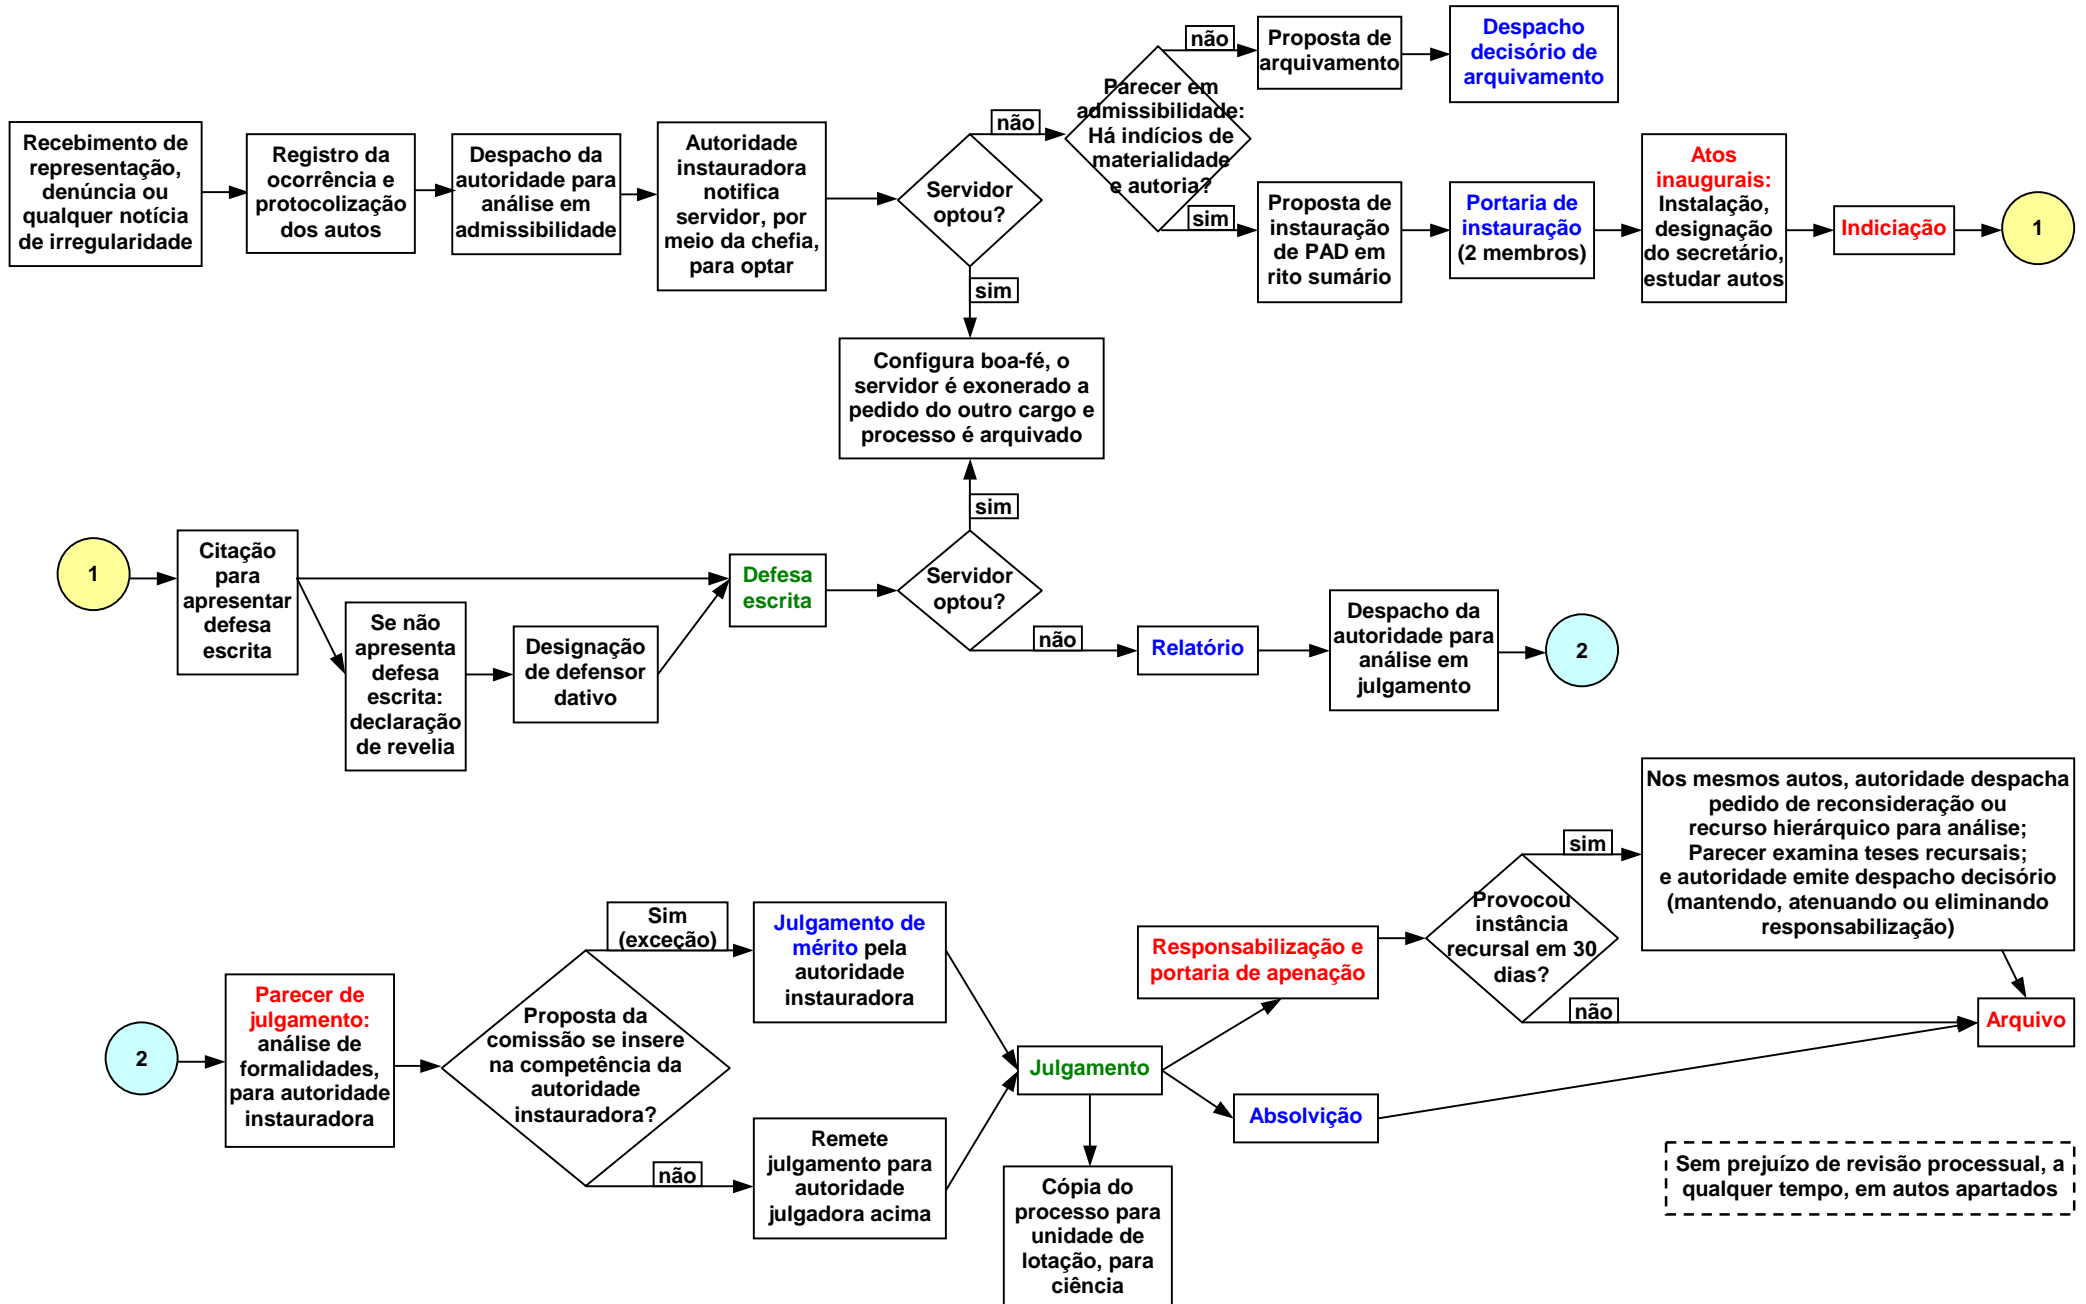 Recebimento de
representação,
denúncia ou
qualquer notícia
de irregularidade
Registro da
ocorrência e
protocolização
dos autos
Despacho da
autoridade para
análise em
admissibilidade
Autoridade
instauradora
notifica
servidor, por
meio da chefia,
para optar
Servidor
optou?
não
sim
Parecer em
admissibilidade:
Há indícios de
materialidade
e autoria?
não
Proposta de
arquivamento
Despacho
decisório de
arquivamento
sim
Proposta de
instauração
de PAD em
rito sumário
Portaria de
instauração
(2 membros)
Atos
inaugurais:
Instalação,
designação
do secretário,
estudar autos
Indiciação
1
Configura boa-fé, o
servidor é exonerado a
pedido do outro cargo e
processo é arquivado
sim
1
Citação
para
apresentar
defesa
escrita
Se não
apresenta
defesa
escrita:
declaração
de revelia
Designação
de defensor
dativo
Defesa
escrita
Servidor
optou?
não
Relatório
Despacho da
autoridade para
análise em
julgamento
2
2
Parecer de
julgamento:
análise de
formalidades,
para autoridade
instauradora
Proposta da
comissão se insere
na competência da
autoridade
instauradora?
Sim
(exceção)
Julgamento de
mérito pela
autoridade
instauradora
não
Remete
julgamento para
autoridade
julgadora acima
Julgamento
Cópia do
processo para
unidade de
lotação, para
ciência
Responsabilização e
portaria de apenação
Absolvição
Provocou
instância
recursal em 30
dias?
sim
Nos mesmos autos, autoridade despacha
pedido de reconsideração ou
recurso hierárquico para análise;
Parecer examina teses recursais;
e autoridade emite despacho decisório
(mantendo, atenuando ou eliminando
responsabilização)
não
Arquivo
Sem prejuízo de revisão processual, a
qualquer tempo, em autos apartados